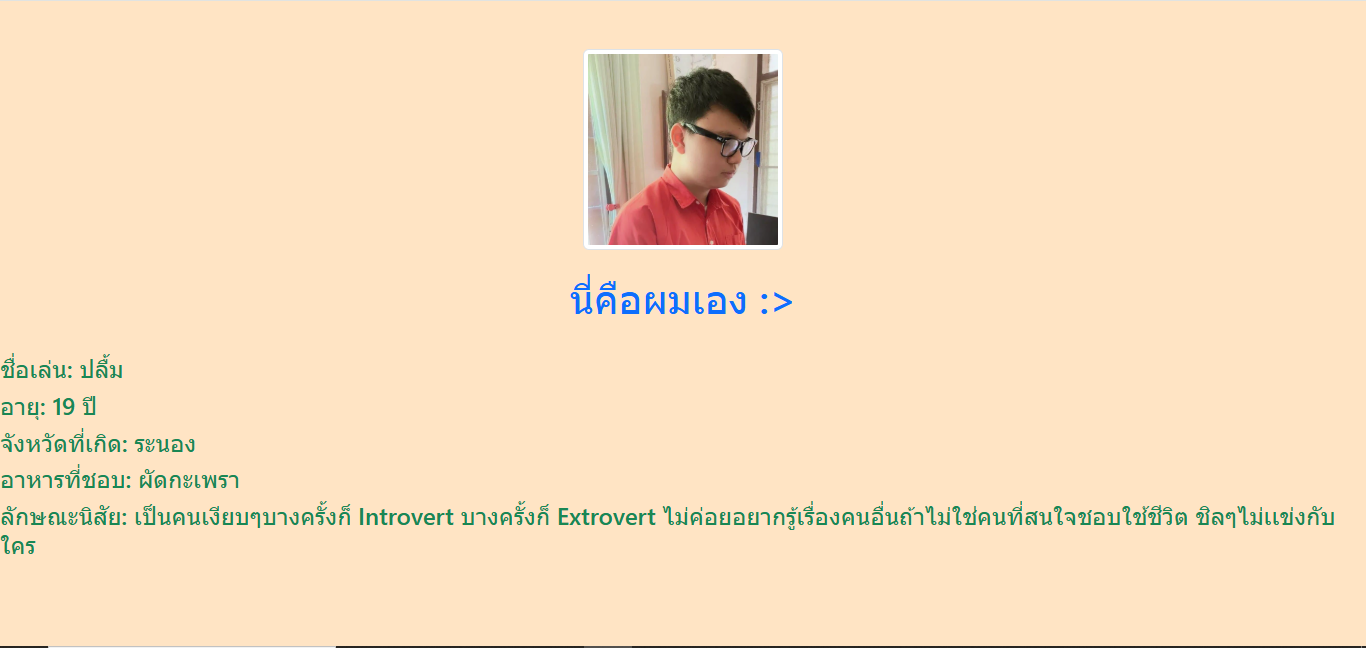 นี่คือผมเอง :>
ชื่อเล่น: ปลื้ม
อายุ: 19 ปี
จังหวัดที่เกิด: ระนอง
อาหารที่ชอบ: ผัดกะเพรา
ลักษณะนิสัย: เป็นคนเงียบๆบางครั้งก็ Introvert บางครั้งก็ Extrovert ไม่ค่อยอยากรู้เรื่องคนอื่นถ้าไม่ใช่คนที่สนใจชอบใช้ชีวิต ชิลๆไม่แข่งกับ
ใคร